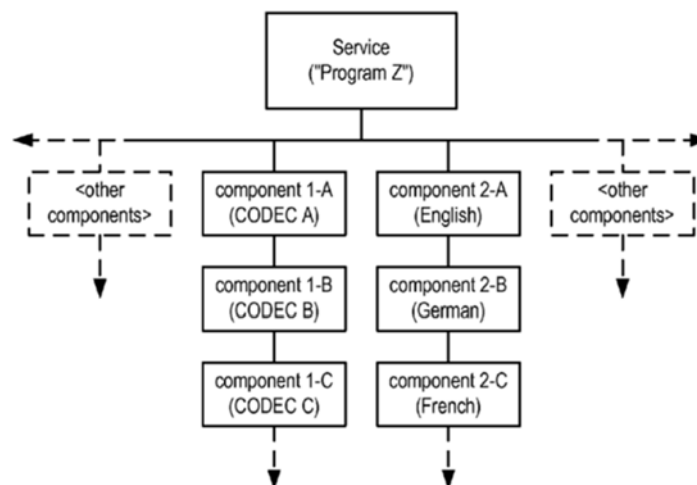 Service
("Program Z")
<other
components>
component 1-A
(CODEC A)
component 2-A
(English)
<other
components>
component 1-B
(CODEC B)
component 2-B
(German)
component 1-C
(CODEC C)
component 2-C
(French)